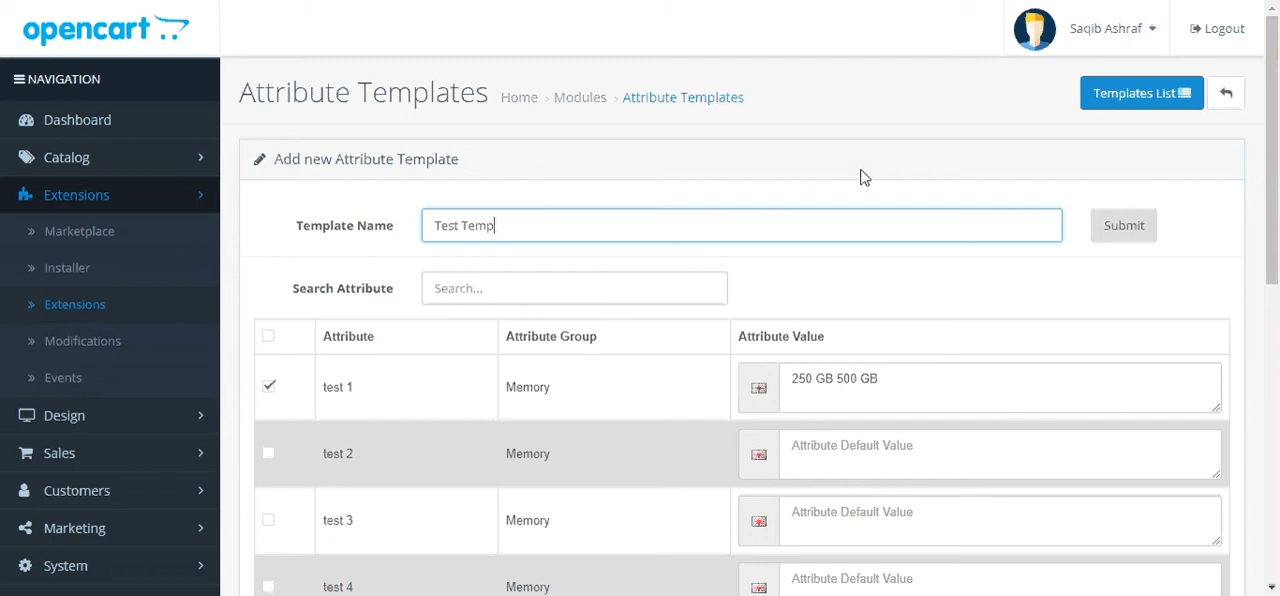 opencart
Saqib Ashraf
Logout
NAVIGATION
Dashboard
Catalog
Extensions
» Marketplace
» Installer
» Extensions
» Modifications
» Events
Design
Sales
Customers
Marketing
System
Attribute Templates
Home › Modules › Attribute Templates
Templates List
Add new Attribute Template
Template Name
Test Temp
Submit
Search Attribute
Search...
Attribute Attribute Group Attribute Value
test 1 Memory 250 GB 500 GB
test 2 Memory Attribute Default Value
test 3 Memory Attribute Default Value
test 4 Memory Attribute Default Value